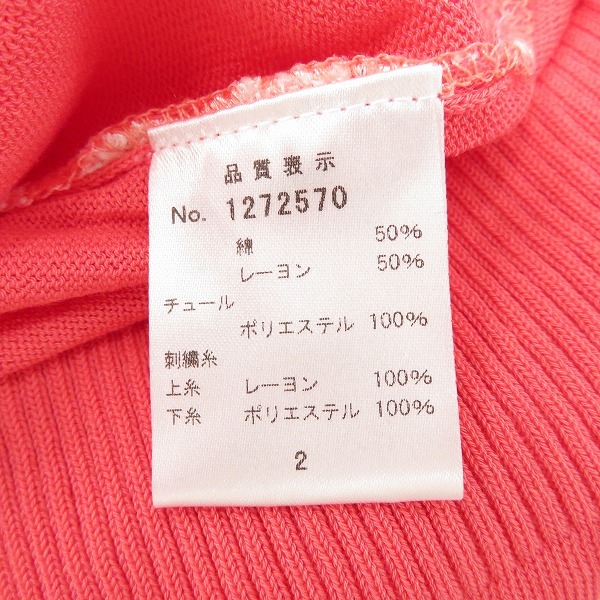 品質表示
No. 1272570
綿 50%
レーヨン 50%
チュール
ポリエステル 100%
刺繍糸
上糸 レーヨン 100%
下糸 ポリエステル 100%
2